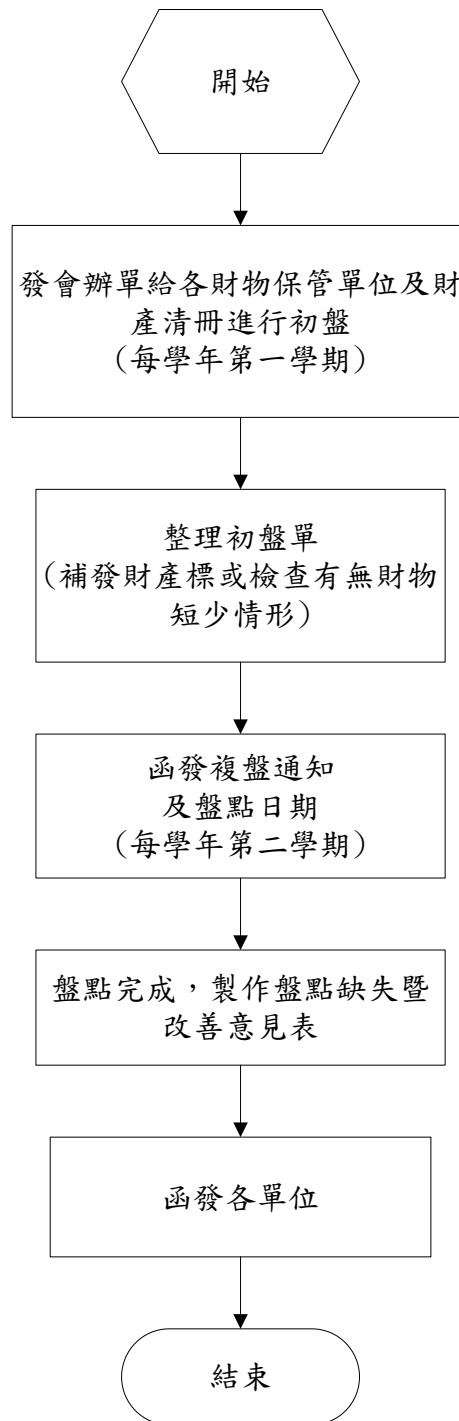 開始
發會辦單給各財物保管單位及財
產清冊進行初盤
(每學年第一學期)
整理初盤單
(補發財產標或檢查有無財物
短少情形)
函發複盤通知
及盤點日期
(每學年第二學期)
盤點完成，製作盤點缺失暨
改善意見表
函發各單位
結束